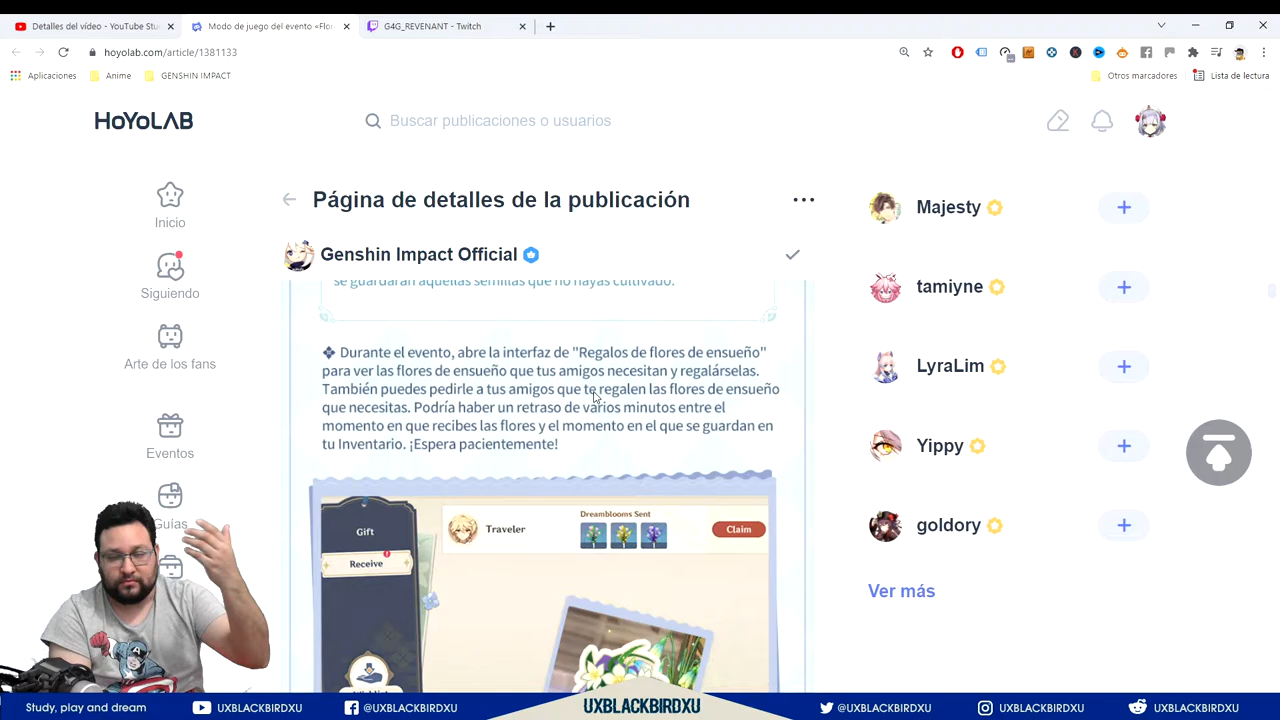 Detalles del vídeo - YouTube Stu
Modo de juego del evento «Flor
G4G_REVENANT - Twitch
hoyolab.com/article/1381133
Aplicaciones
Anime
GENSHIN IMPACT
Otros marcadores
Lista de lectura
HoYoLAB
Buscar publicaciones o usuarios
Inicio
Siguiendo
Arte de los fans
Eventos
Guías
Página de detalles de la publicación
Genshin Impact Official
se guardarán aquellas semillas que no hayas cultivado.
Durante el evento, abre la interfaz de "Regalos de flores de ensueño"
para ver las flores de ensueño que tus amigos necesitan y regalárselas.
También puedes pedirle a tus amigos que te regalen las flores de ensueño
que necesitas. Podría haber un retraso de varios minutos entre el
momento en que recibes las flores y el momento en el que se guardan en
tu Inventario. ¡Espera pacientemente!
Gift
Receive
Traveler
Dreamblooms Sent
Claim
Majesty
tamiyne
LyraLim
Yippy
goldory
Ver más
Study, play and dream
UXBLACKBIRDXU
@UXBLACKBIRDXU
UXBLACKBIRDXU
@UXBLACKBIRDXU
UXBLACKBIRDXU
UXBLACKBIRDXU